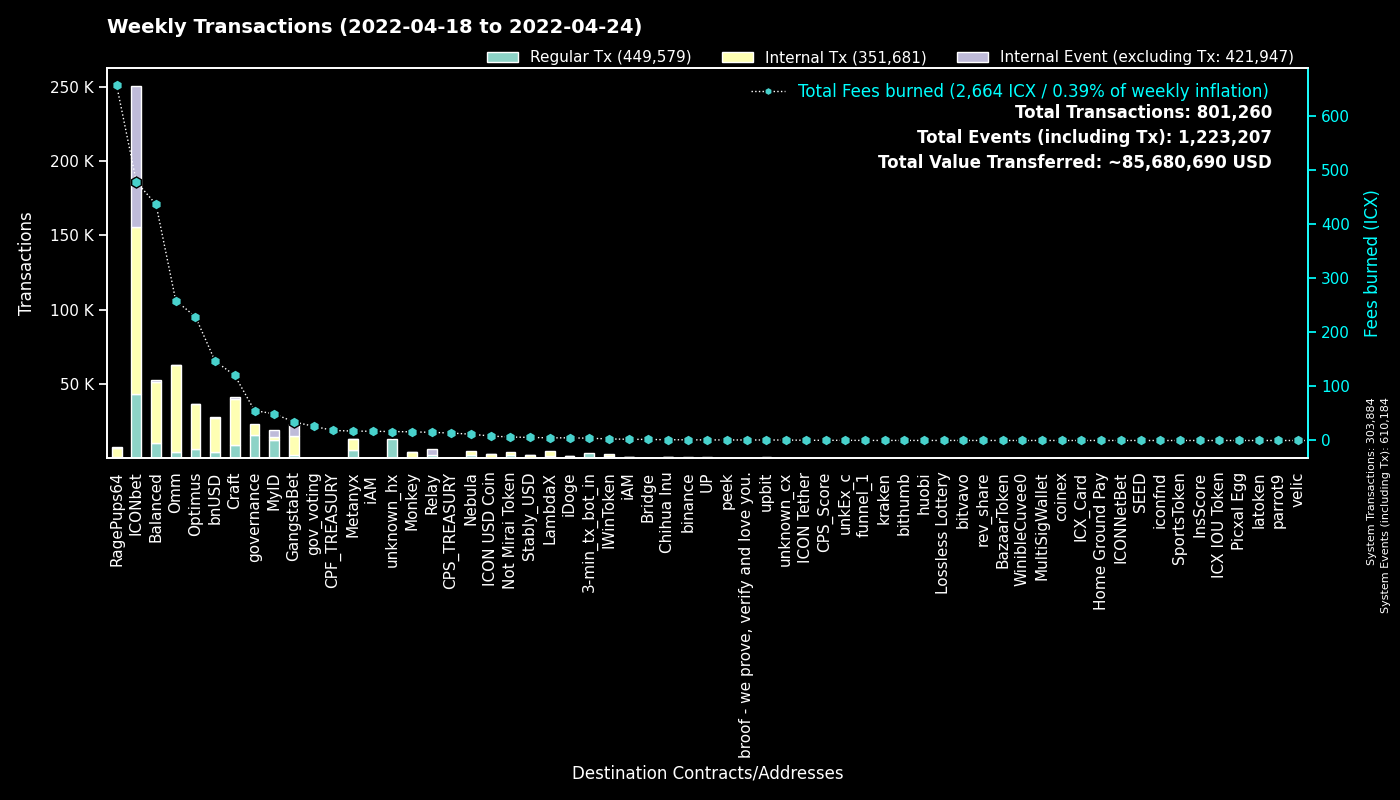 Weekly Transactions (2022-04-18 to 2022-04-24)
Regular Tx (449,579)
Internal Tx (351,681)
Internal Event (excluding Tx: 421,947)
Total Fees burned (2,664 ICX / 0.39% of weekly inflation)
Total Transactions: 801,260
Total Events (including Tx): 1,223,207
Total Value Transferred: ~85,680,690 USD
Transactions
250 K
200 K
150 K
100 K
50 K
600
500
400
300
200
100
0
Fees burned (ICX)
System Transactions: 303,884
System Events (including Tx): 610,184
RagePups64
ICONbet
Balanced
Omm
Optimus
bnUSD
Craft
governance
MyID
GangstaBet
gov_voting
CPF_TREASURY
Metanyx
iAM
unknown_hx
Monkey
Relay
CPS_TREASURY
Nebula
ICON USD Coin
Not Mirai Token
Stably_USD
LambdaX
iDoge
3-min_tx_bot_in
IWinToken
iAM
Bridge
Chihua Inu
binance
UP
peek
broof - we prove, verify and love you.
upbit
unknown_cx
ICON Tether
CPS_Score
unkEx_c
funnel_1
kraken
bithumb
huobi
Lossless Lottery
bitvavo
rev_share
BazaarToken
WinibleCuvee0
MultiSigWallet
coinex
ICX_Card
Home Ground Pay
ICONNetBet
SEED
iconfnd
SportsToken
InsScore
ICX IOU Token
Picxal Egg
latoken
parrot9
velic
Destination Contracts/Addresses